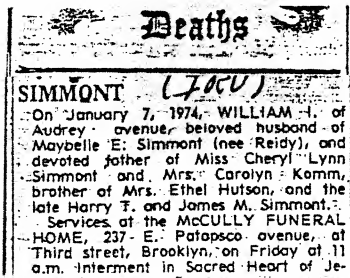 Deaths
SIMMONT
On January 7, 1974, WILLIAM I. of
Audrey avenue, beloved husband of
Maybelle E. Simmont (nee Reidy), and
devoted father of Miss Cheryl Lynn
Simmont and Mrs. Carolyn Komm,
brother of Mrs. Ethel Hutson, and the
late Harry T. and James M. Simmont.
Services at the McCULLY FUNERAL
HOME, 237 E. Patapsco avenue, at
Third street, Brooklyn, on Friday at 11
a.m. Interment in Sacred Heart of Je-